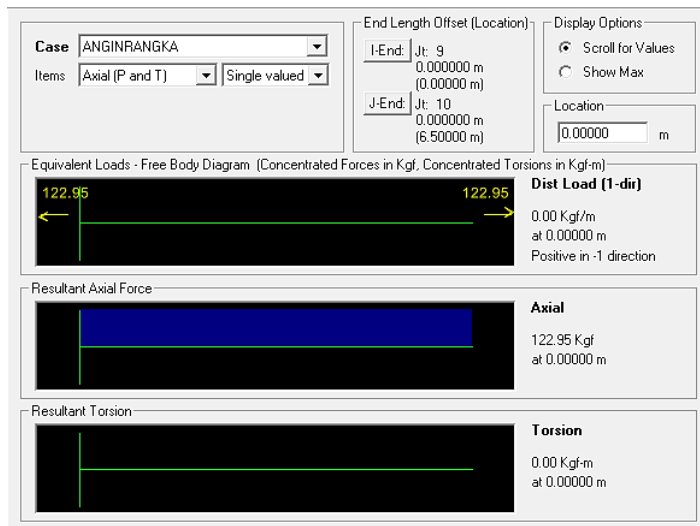 Case ANGINRANGKA
Items Axial (P and T) Single valued
End Length Offset (Location)
I-End: Jt: 9
0.000000 m
(0.00000 m)
J-End: Jt: 10
0.000000 m
(6.50000 m)
Display Options
Scroll for Values
Show Max
Location
0.00000 m
Equivalent Loads - Free Body Diagram (Concentrated Forces in Kgf, Concentrated Torsions in Kgf-m)
122.95 122.95
Dist Load (1-dir)
0.00 Kgf/m
at 0.00000 m
Positive in -1 direction
Resultant Axial Force
Axial
122.95 Kgf
at 0.00000 m
Resultant Torsion
Torsion
0.00 Kgf-m
at 0.00000 m